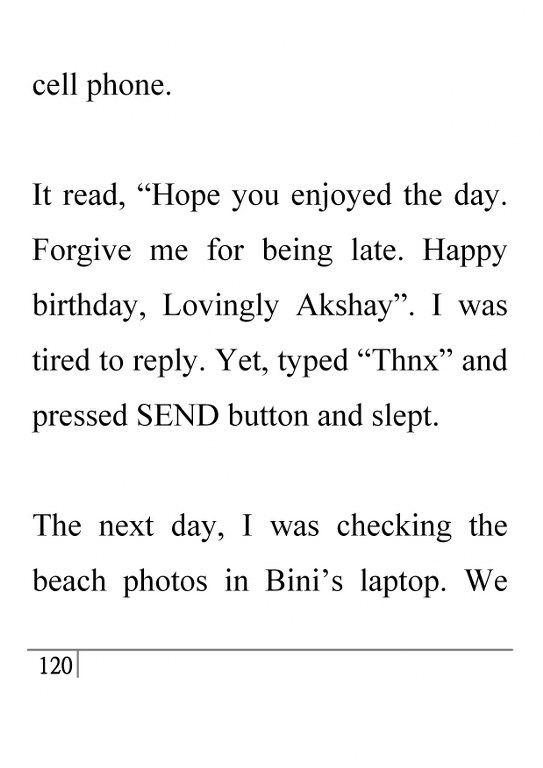 cell phone.
It read, “Hope you enjoyed the day.
Forgive me for being late. Happy
birthday, Lovingly Akshay”. I was
tired to reply. Yet, typed “Thnx” and
pressed SEND button and slept.
The next day, I was checking the
beach photos in Bini’s laptop. We
120